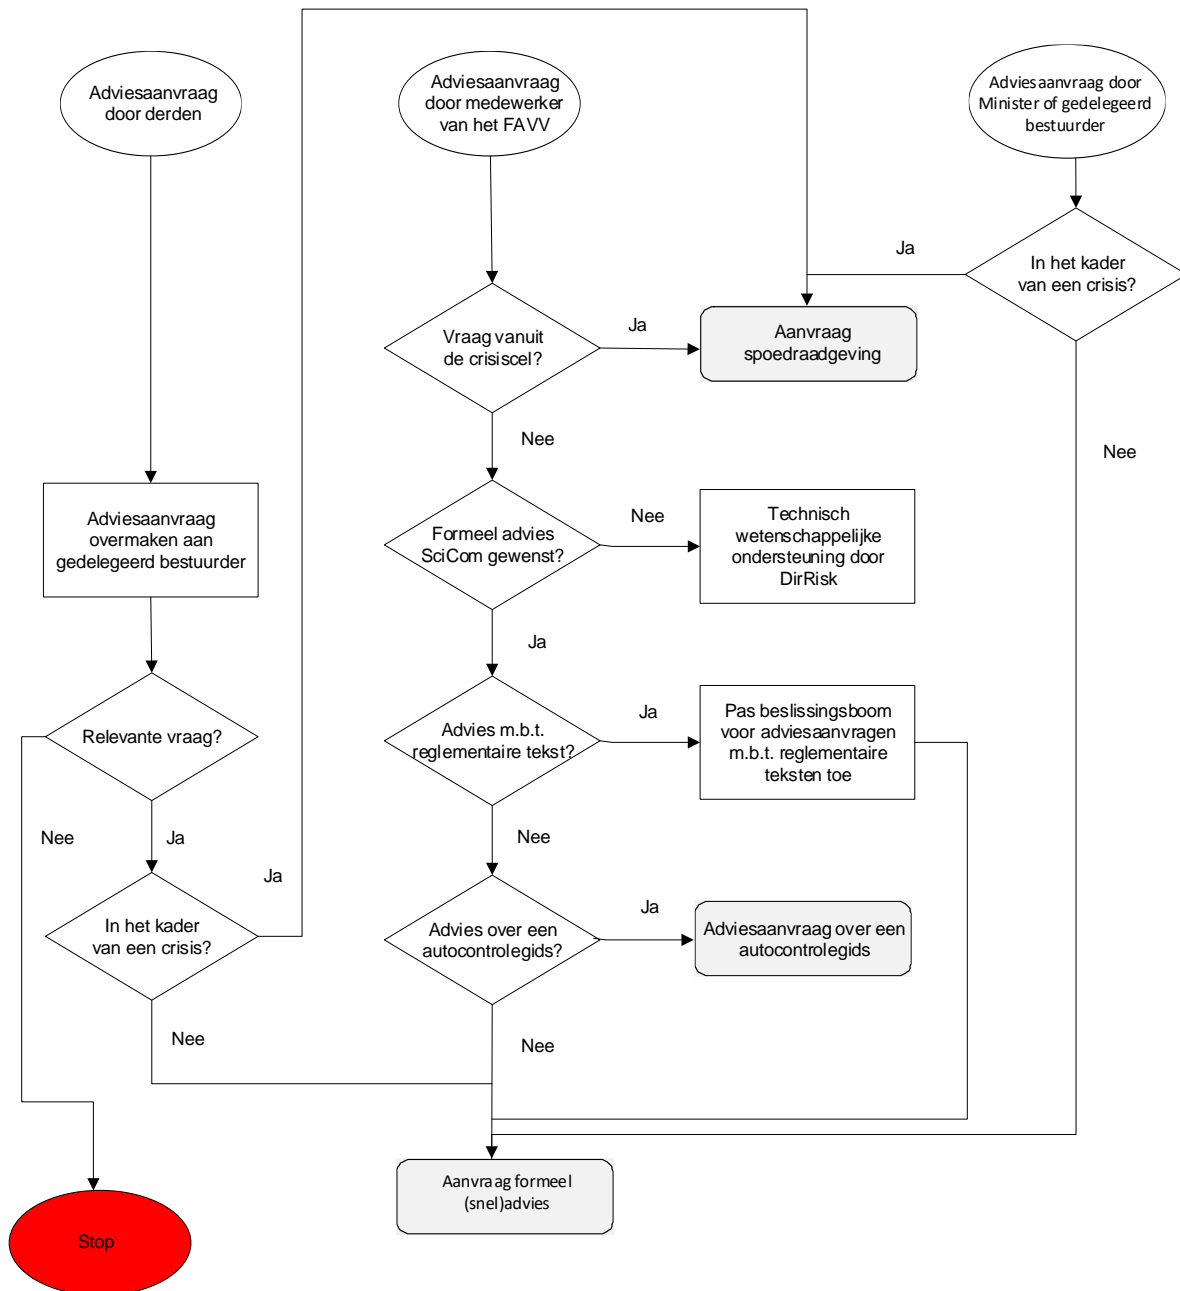 Adviesaanvraag
door derden
Adviesaanvraag
door medewerker
van het FAVV
Adviesaanvraag door
Minister of gedelegeerd
bestuurder
Ja
In het kader
van een crisis?
Vraag vanuit
de crisiscel?
Ja
Aanvraag
spoedraadgeving
Nee
Nee
Adviesaanvraag
overmaken aan
gedelegeerd bestuurder
Formeel advies
SciCom gewenst?
Nee
Technisch
wetenschappelijke
ondersteuning door
DirRisk
Ja
Relevante vraag?
Advies m.b.t.
reglementaire tekst?
Ja
Pas beslissingsboom
voor adviesaanvragen
m.b.t. reglementaire
teksten toe
Nee
Ja
Nee
In het kader
van een crisis?
Ja
Advies over een
autocontrolegids?
Ja
Adviesaanvraag over een
autocontrolegids
Nee
Nee
Aanvraag formeel
(snel)advies
Stop